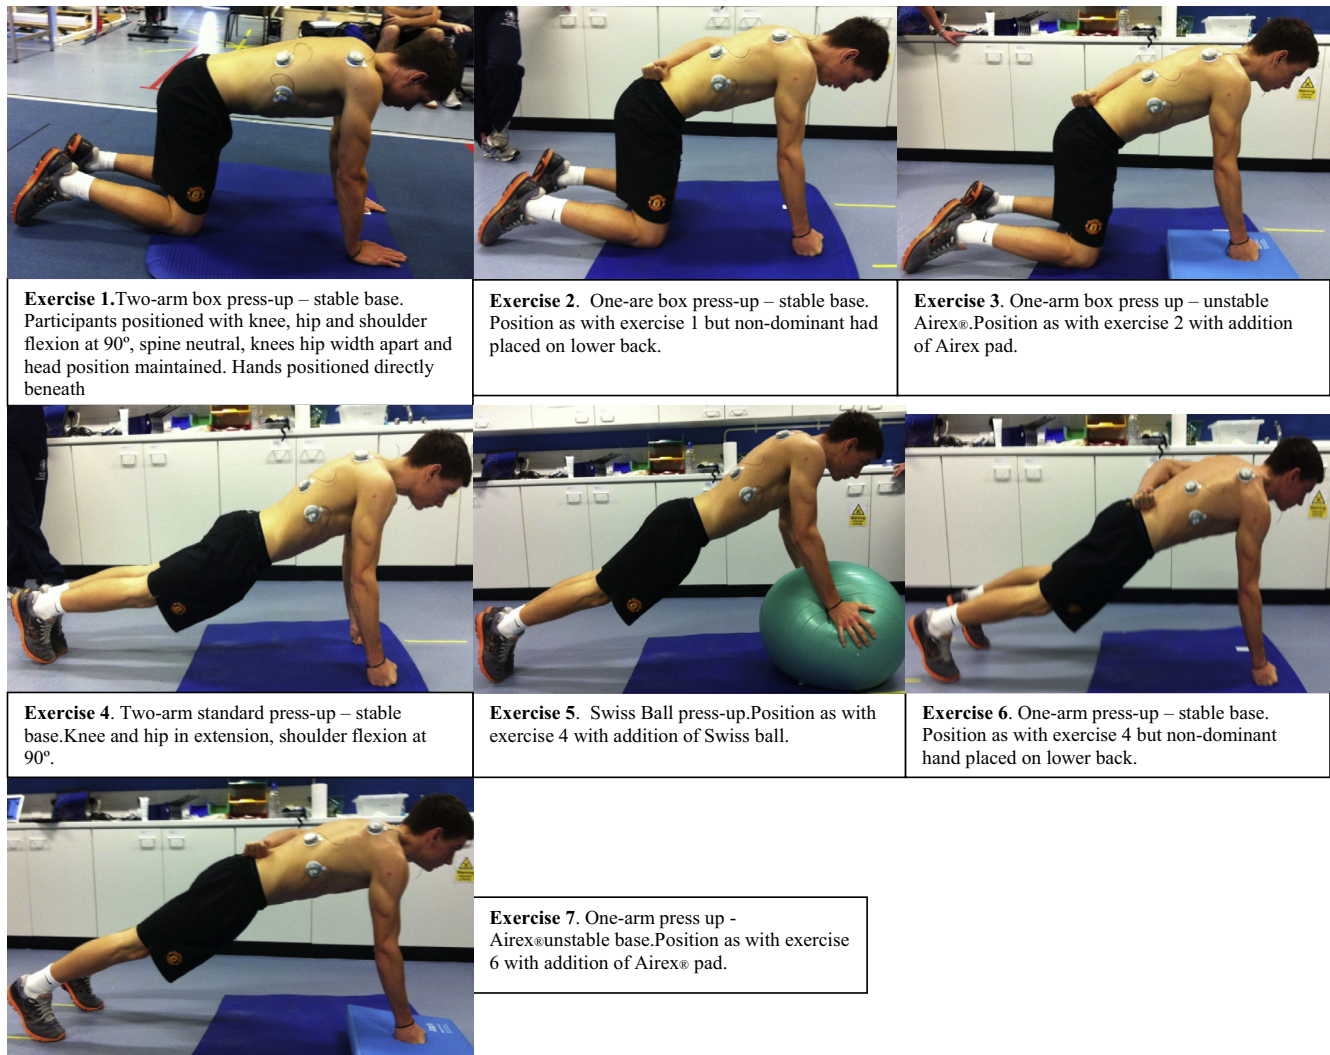 Exercise 1.Two-arm box press-up – stable base.
Participants positioned with knee, hip and shoulder
flexion at 90º, spine neutral, knees hip width apart and
head position maintained. Hands positioned directly
beneath
Exercise 2.  One-are box press-up – stable base.
Position as with exercise 1 but non-dominant had
placed on lower back.
Exercise 3. One-arm box press up – unstable
Airex®.Position as with exercise 2 with addition
of Airex pad.
Exercise 4. Two-arm standard press-up – stable
base.Knee and hip in extension, shoulder flexion at
90º.
Exercise 5.  Swiss Ball press-up.Position as with
exercise 4 with addition of Swiss ball.
Exercise 6. One-arm press-up – stable base.
Position as with exercise 4 but non-dominant
hand placed on lower back.
Exercise 7. One-arm press up -
Airex®unstable base.Position as with exercise
6 with addition of Airex® pad.